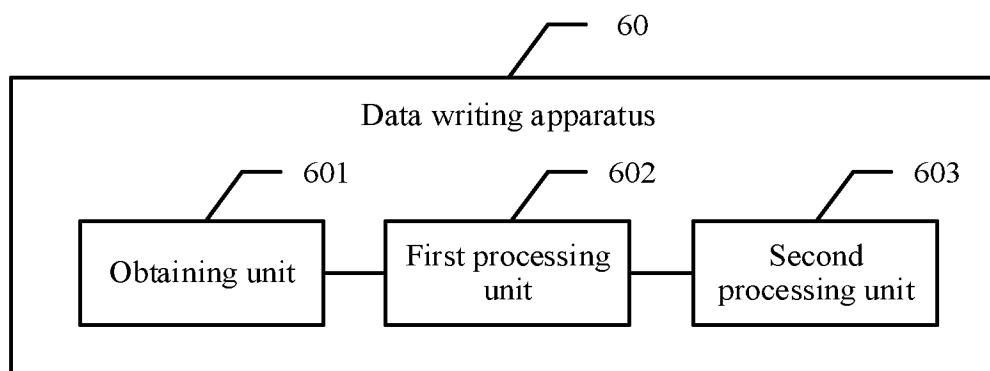 60
Data writing apparatus
601
602
603
Obtaining unit
First processing
unit
Second
processing unit